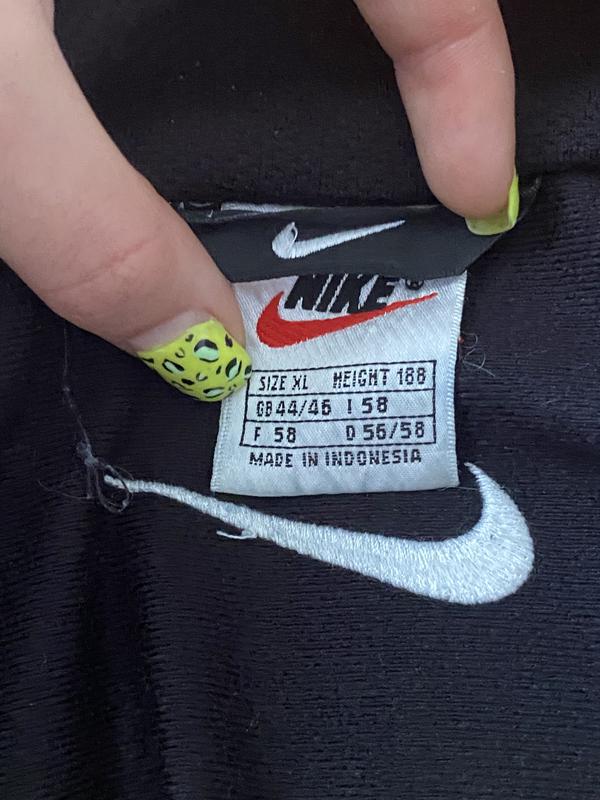 NIKE®
SIZE XL HEIGHT 188
GB 44/46 I 58
F 58 D 56/58
MADE IN INDONESIA